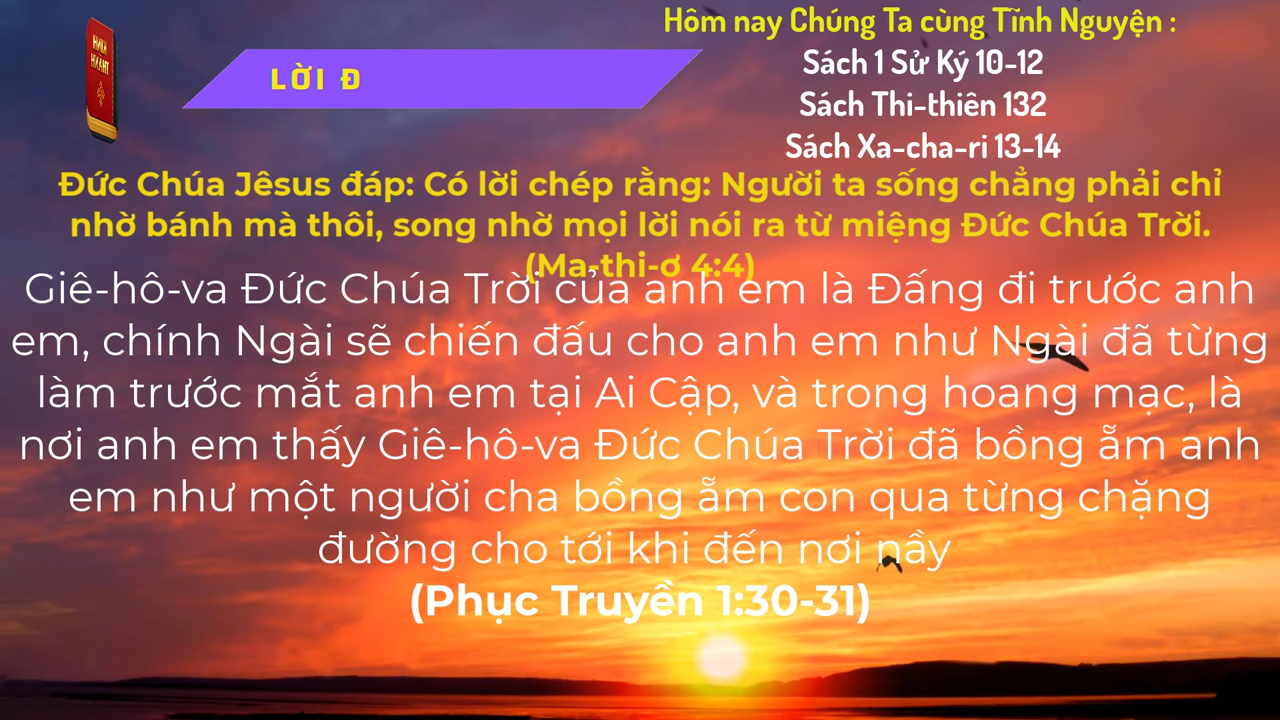 Hôm nay Chúng Ta cùng Tĩnh Nguyện :
Sách 1 Sử Ký 10-12
Sách Thi-thiên 132
Sách Xa-cha-ri 13-14
KINH
THÁNH
LỜI Đ
Đức Chúa Jêsus đáp: Có lời chép rằng: Người ta sống chẳng phải chỉ
nhờ bánh mà thôi, song nhờ mọi lời nói ra từ miệng Đức Chúa Trời.
(Ma-thi-ơ 4:4)
Giê-hô-va Đức Chúa Trời của anh em là Đấng đi trước anh
em, chính Ngài sẽ chiến đấu cho anh em như Ngài đã từng
làm trước mắt anh em tại Ai Cập, và trong hoang mạc, là
nơi anh em thấy Giê-hô-va Đức Chúa Trời đã bồng ẵm anh
em như một người cha bồng ẵm con qua từng chặng
đường cho tới khi đến nơi nầy
(Phục Truyền 1:30-31)